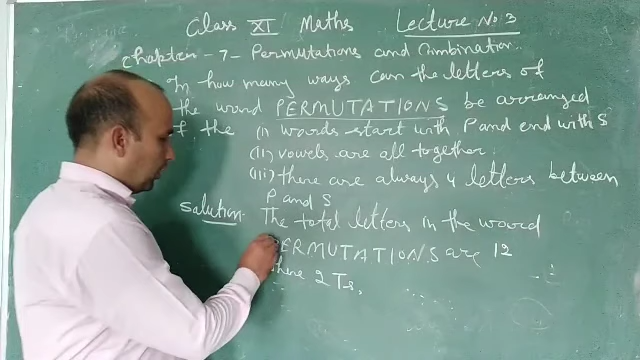 Class XI Maths Lecture No 3
Chapter - 7 - Permutations and Combination..
In how many ways can the letters of
the word PERMUTATIONS be arranged
if the (i) words start with P and end with S
(ii) vowels are all together.
(iii) there are always 4 letters between
P and S
Solution- The total letters in the word
PERMUTATIONS are 12
there 2 Ts,